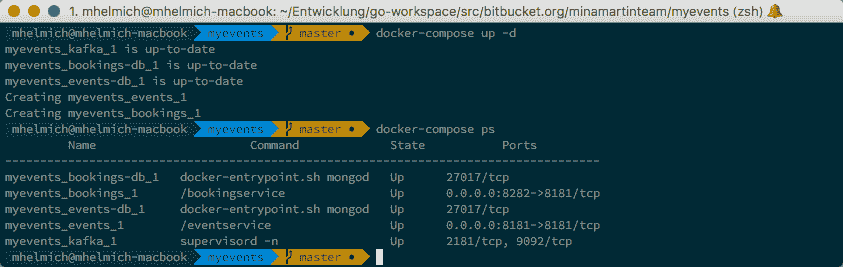 1. mhelmich@mhelmich-macbook: ~/Entwicklung/go-workspace/src/bitbucket.org/minamartinteam/myevents (zsh)
mhelmich@mhelmich-macbook myevents master • docker-compose up -d
myevents_kafka_1 is up-to-date
myevents_bookings-db_1 is up-to-date
myevents_events-db_1 is up-to-date
Creating myevents_events_1
Creating myevents_bookings_1
mhelmich@mhelmich-macbook myevents master • docker-compose ps
Name Command State Ports
--------------------------------------------------------------------------------
myevents_bookings-db_1 docker-entrypoint.sh mongod Up 27017/tcp
myevents_bookings_1 /bookingservice Up 0.0.0.0:8282->8181/tcp
myevents_events-db_1 docker-entrypoint.sh mongod Up 27017/tcp
myevents_events_1 /eventservice Up 0.0.0.0:8181->8181/tcp
myevents_kafka_1 supervisord -n Up 2181/tcp, 9092/tcp
mhelmich@mhelmich-macbook myevents master •